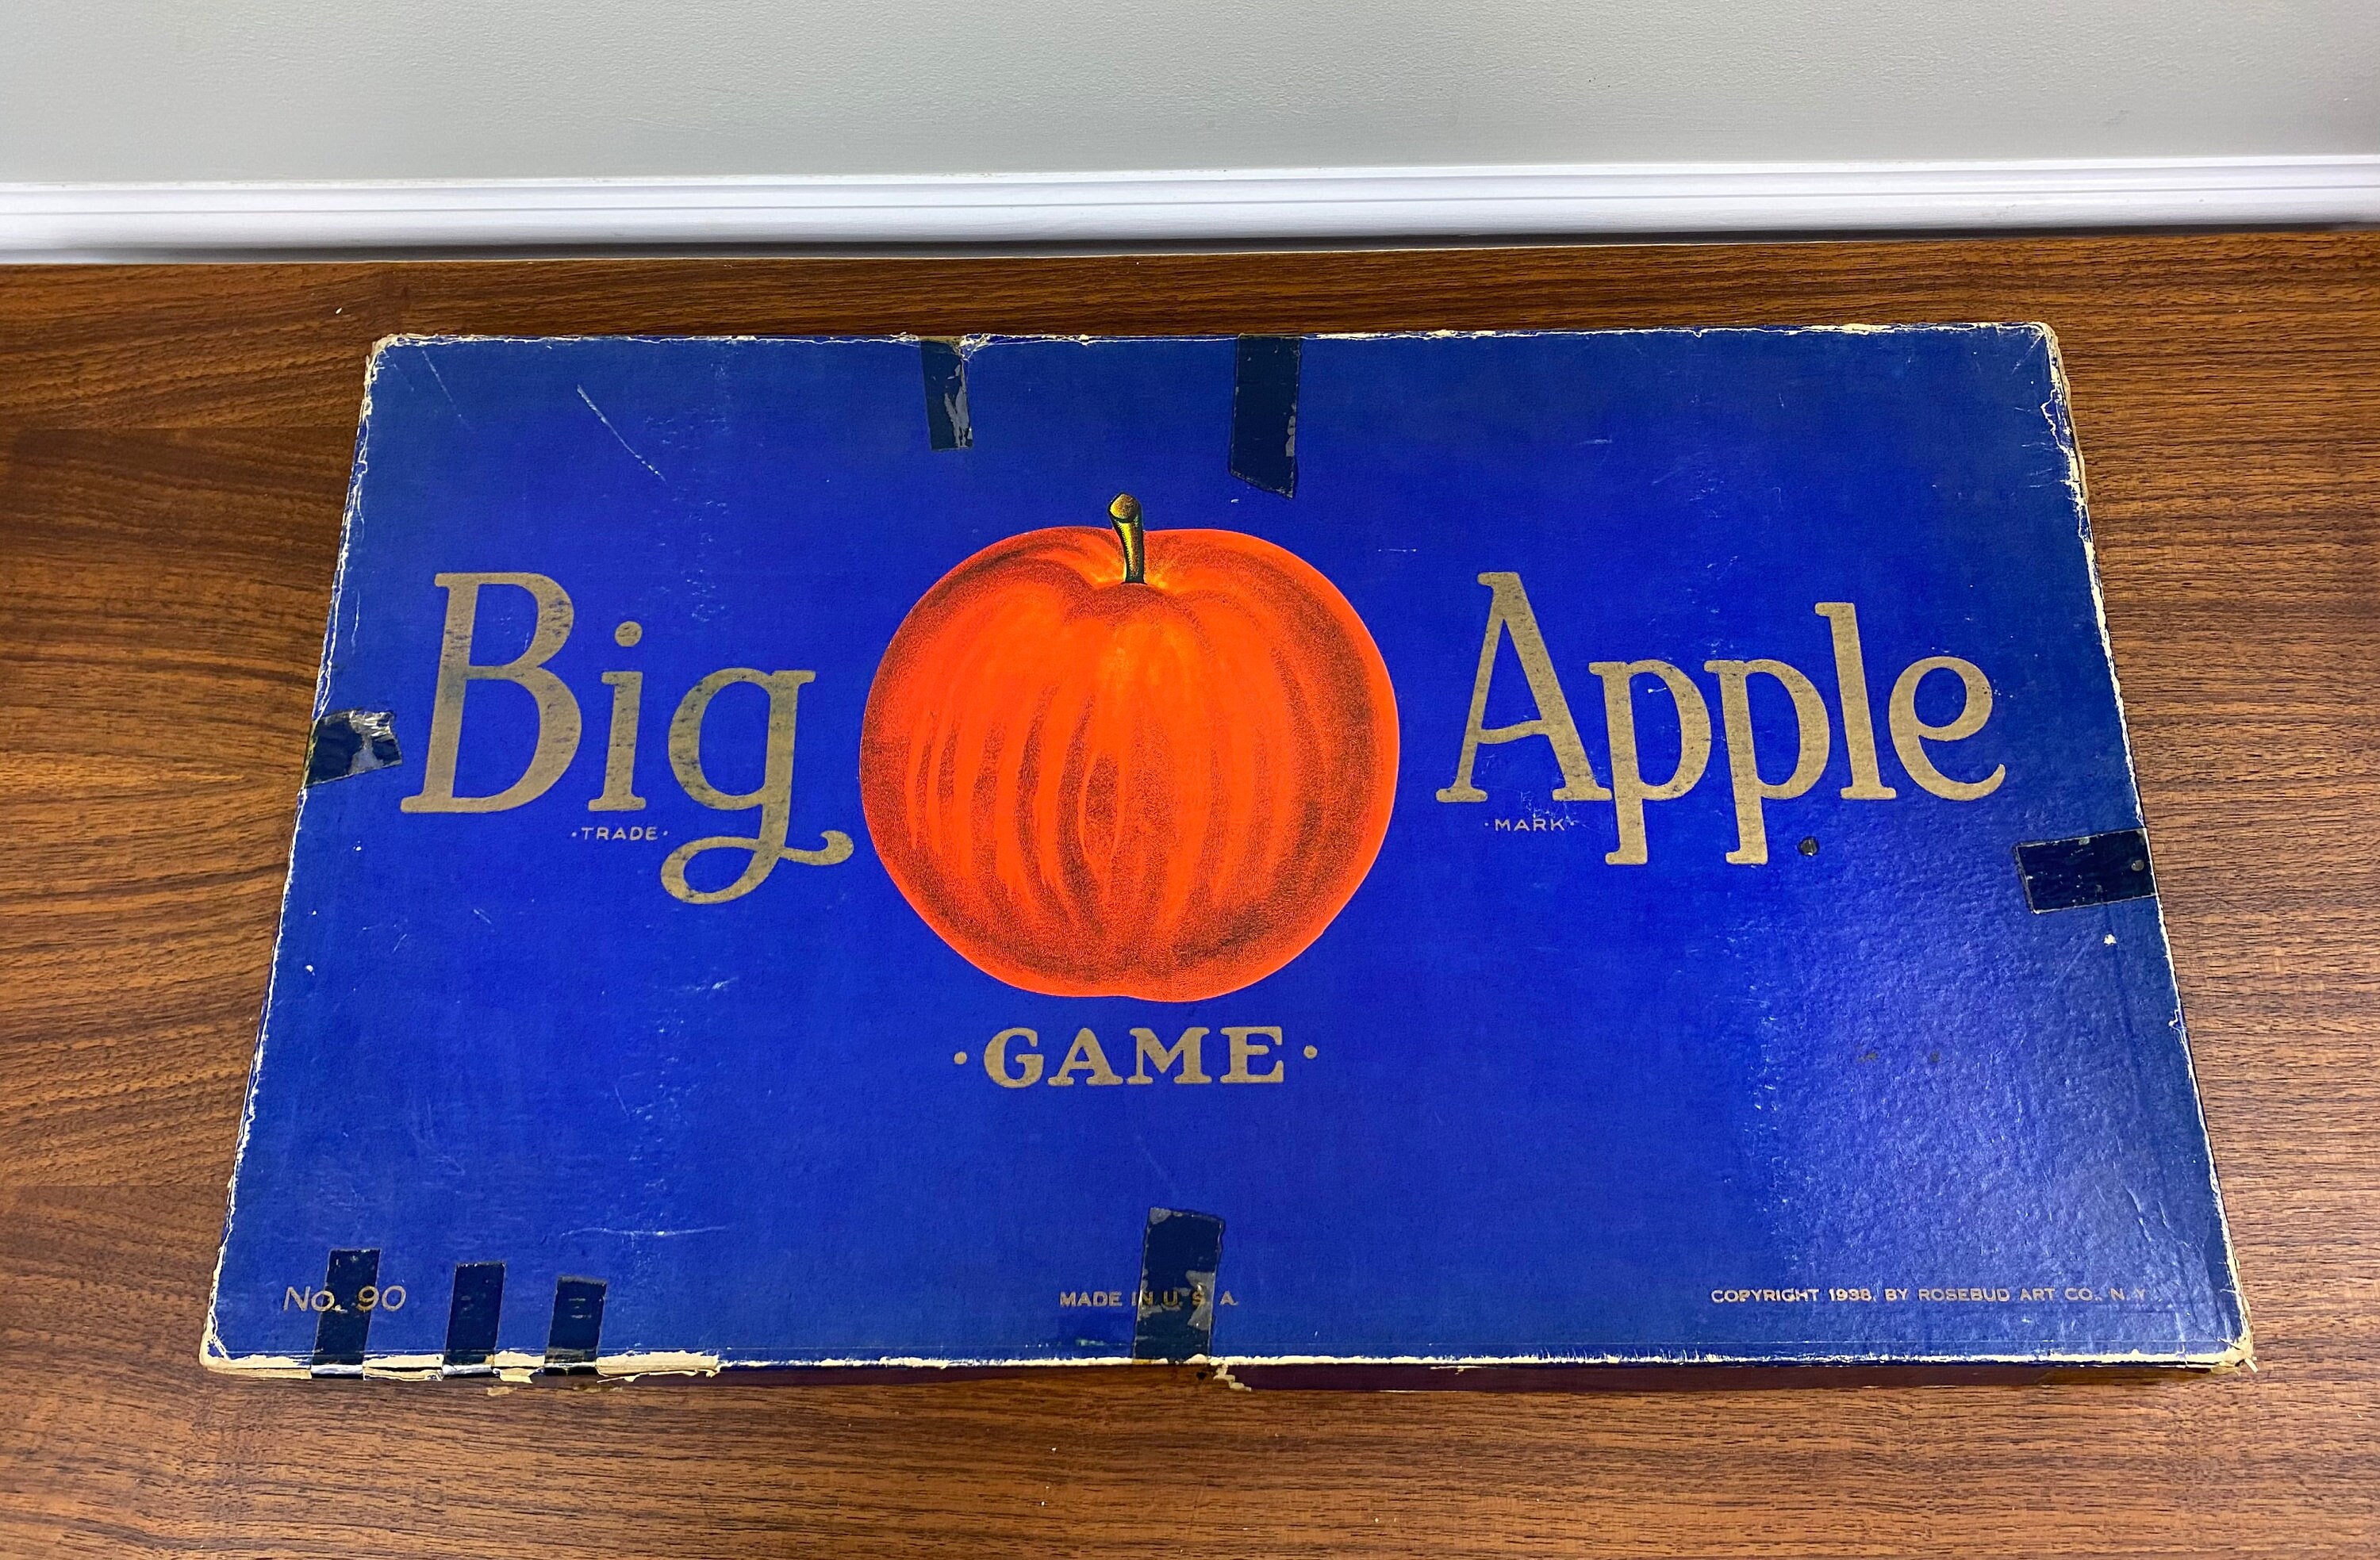 Big Apple
·TRADE· ·MARK·
·GAME·
No. 90
MADE IN U.S.A.
COPYRIGHT 1938, BY ROSEBUD ART CO., N.Y.